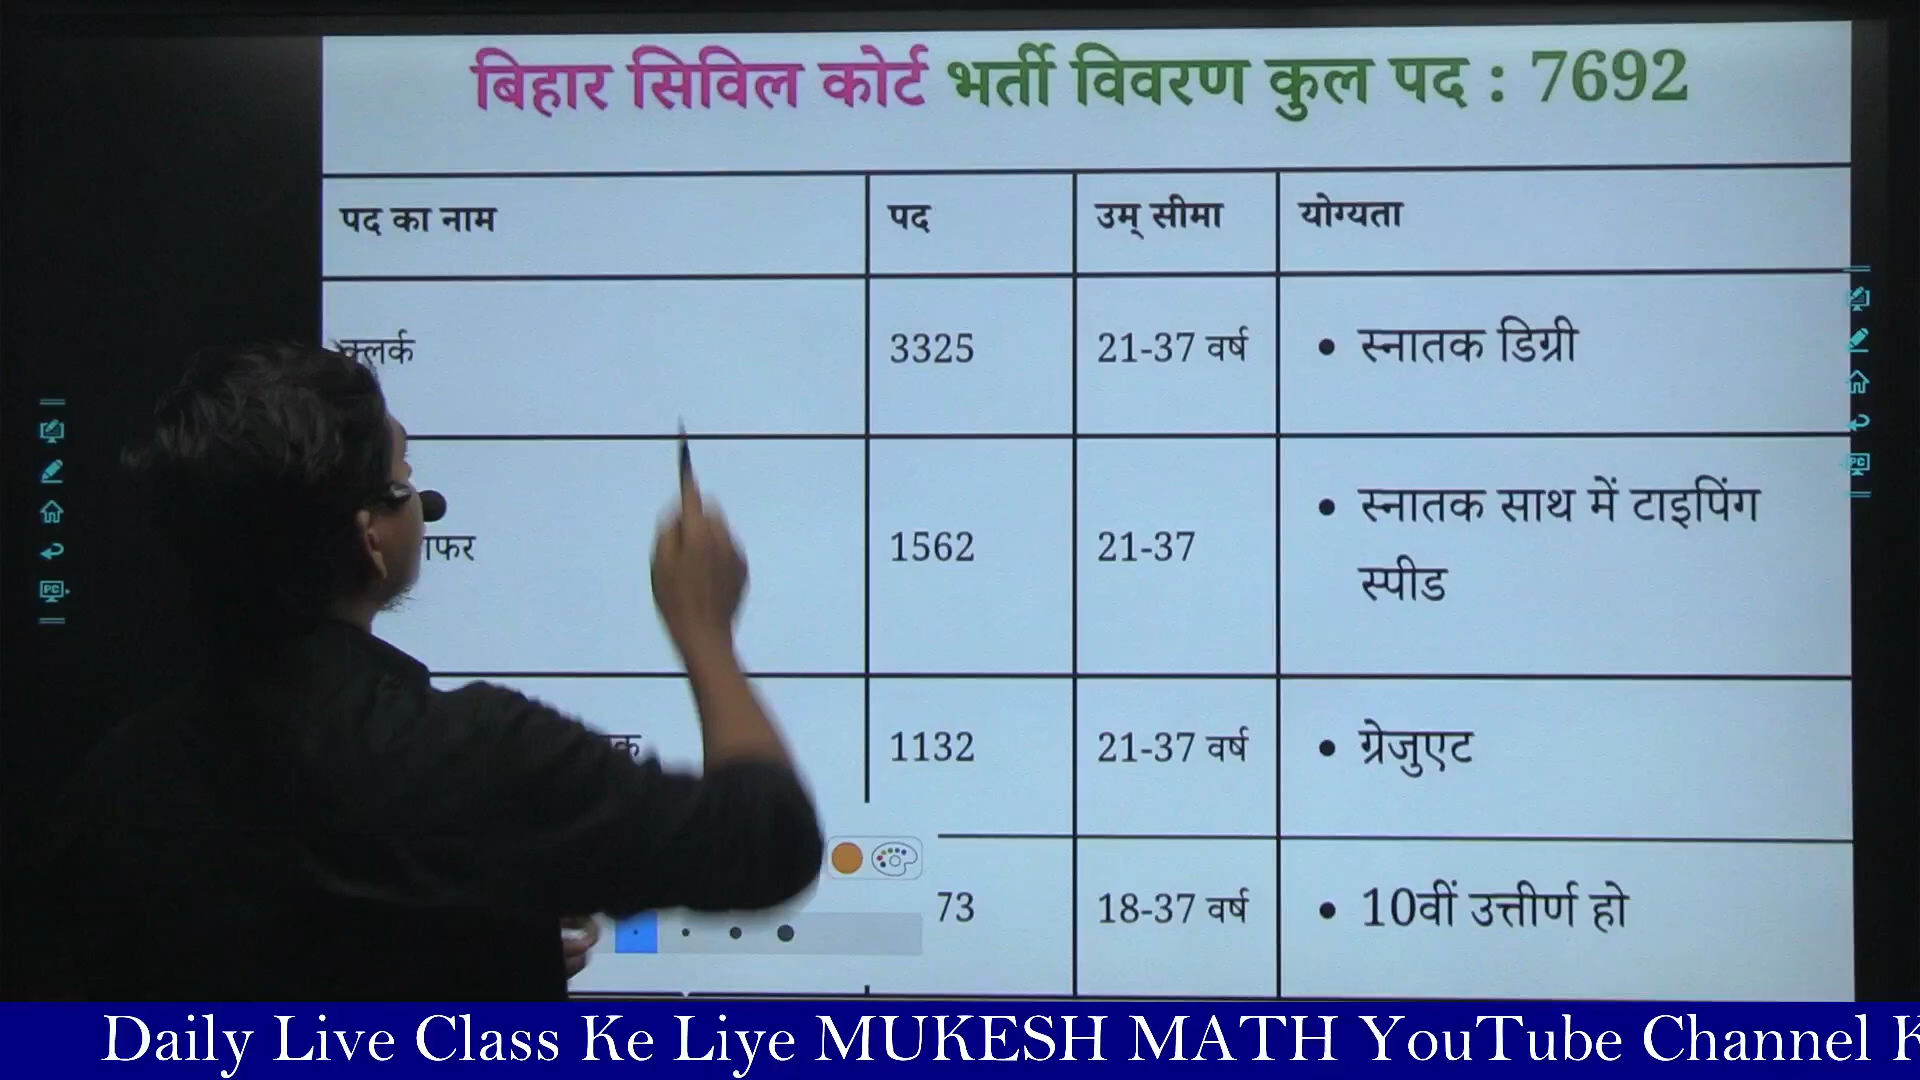 बिहार सिविल कोर्ट भर्ती विवरण कुल पद : 7692
पद का नाम पद उम् सीमा योग्यता
क्लर्क 3325 21-37 वर्ष • स्नातक डिग्री
1562 21-37 • स्नातक साथ में टाइपिंग
स्पीड
1132 21-37 वर्ष • ग्रेजुएट
73 18-37 वर्ष • 10वीं उत्तीर्ण हो
Daily Live Class Ke Liye MUKESH MATH YouTube Channel K